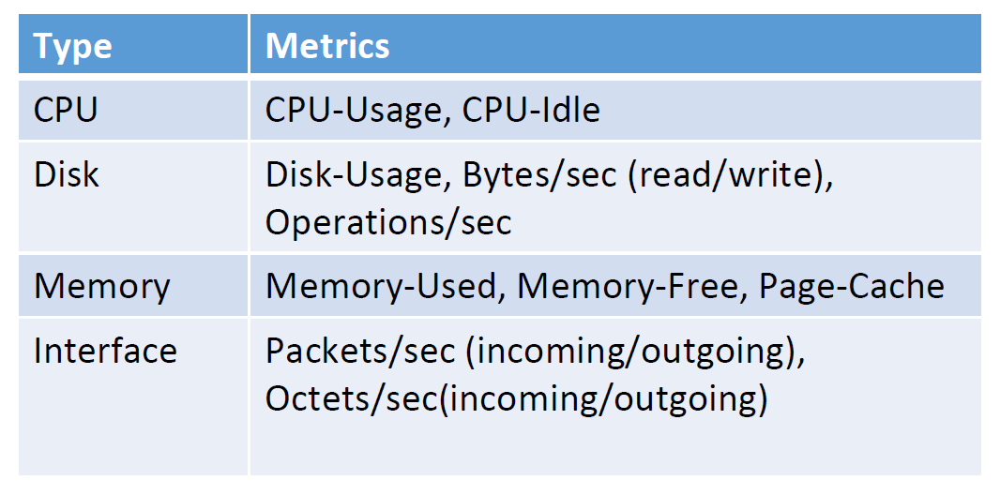 Type Metrics
CPU CPU-Usage, CPU-Idle
Disk Disk-Usage, Bytes/sec (read/write),
Operations/sec
Memory Memory-Used, Memory-Free, Page-Cache
Interface Packets/sec (incoming/outgoing),
Octets/sec(incoming/outgoing)